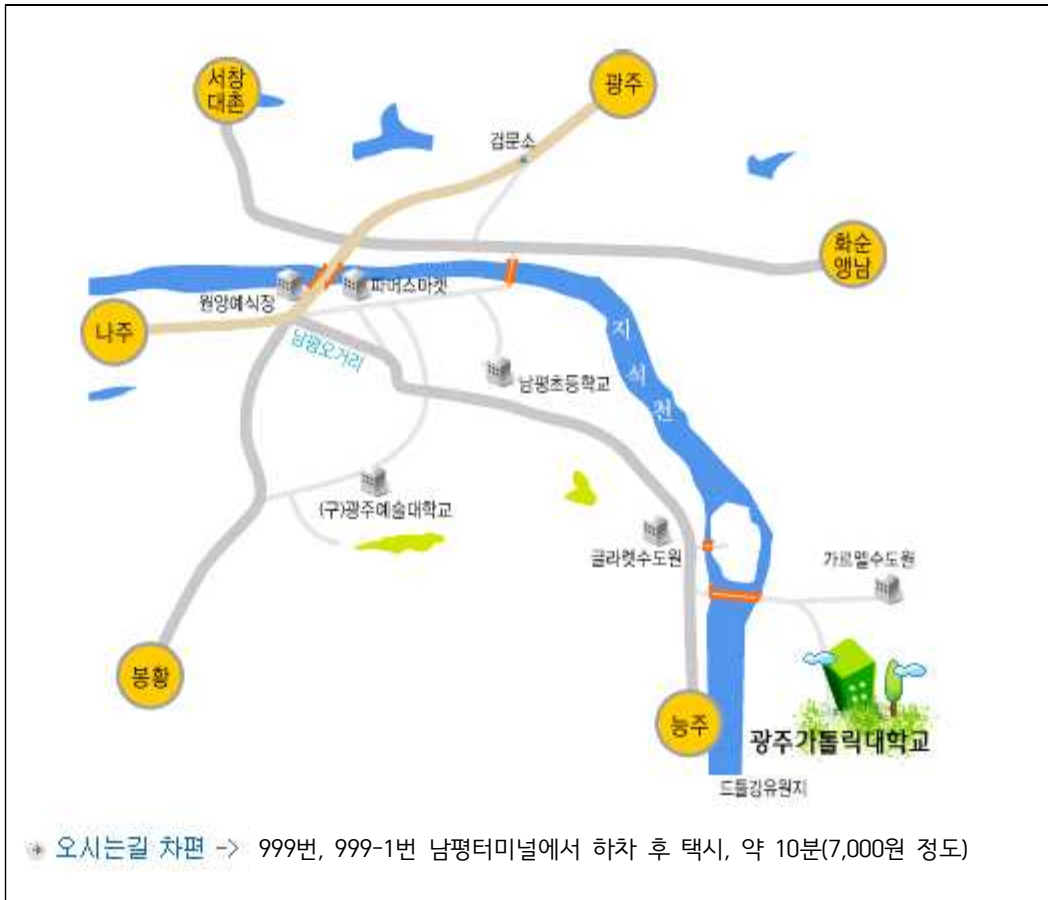 서창
대촌
광주
검문소
화순
앵남
원앙예식장
파머스마켓
나주
남평오거리
지석천
남평초등학교
(구)광주예술대학교
글라렛수도원
가르멜수도원
봉황
능주
광주가톨릭대학교
드들강유원지
오시는길 차편 -> 999번, 999-1번 남평터미널에서 하차 후 택시, 약 10분(7,000원 정도)